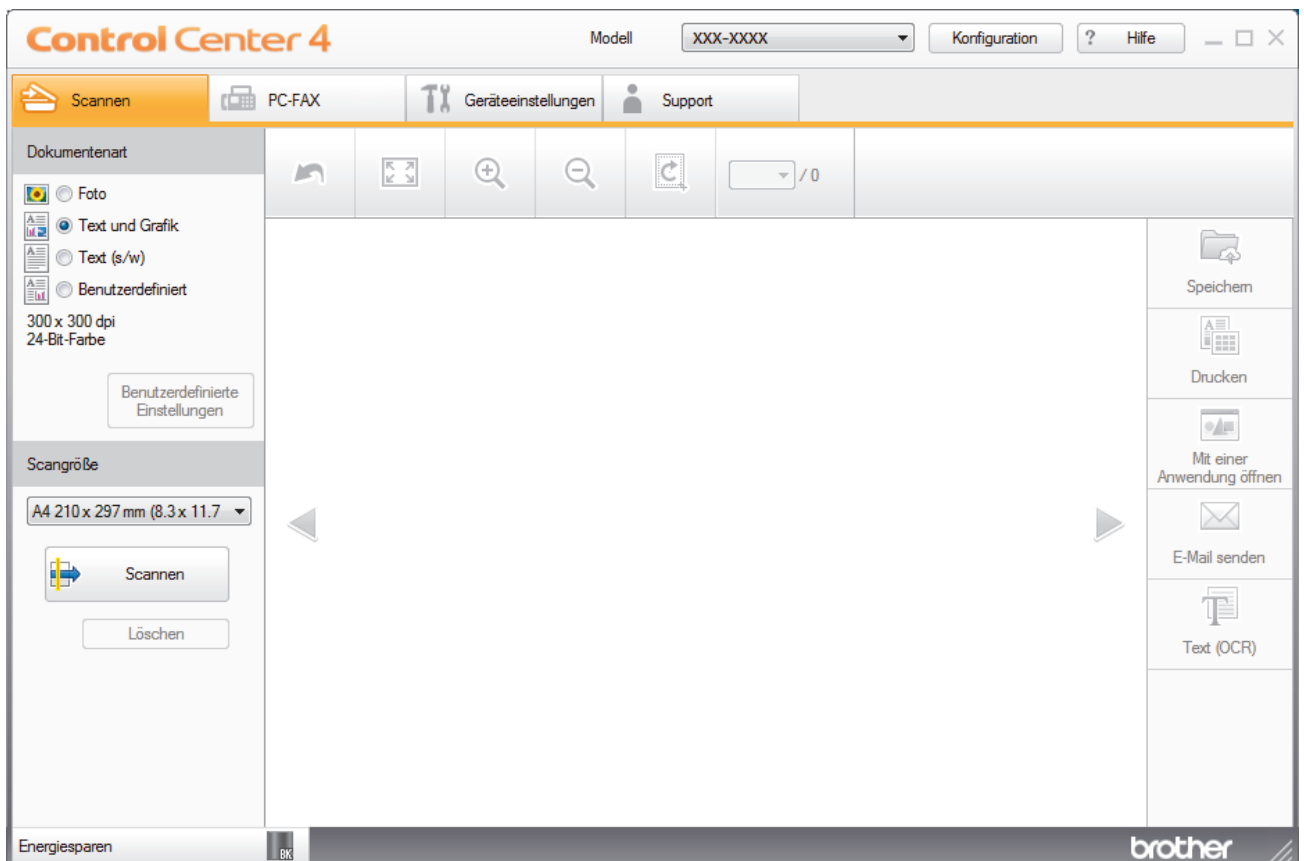 Control Center 4
Modell XXX-XXXX Konfiguration ? Hilfe
Scannen PC-FAX Geräteeinstellungen Support
Dokumentenart
Foto
Text und Grafik
Text (s/w)
Benutzerdefiniert
300 x 300 dpi
24-Bit-Farbe
Benutzerdefinierte
Einstellungen
Scangröße
A4 210 x 297 mm (8.3 x 11.7
Scannen
Löschen
/ 0
Speichern
Drucken
Mit einer
Anwendung öffnen
E-Mail senden
Text (OCR)
Energiesparen
BK
brother